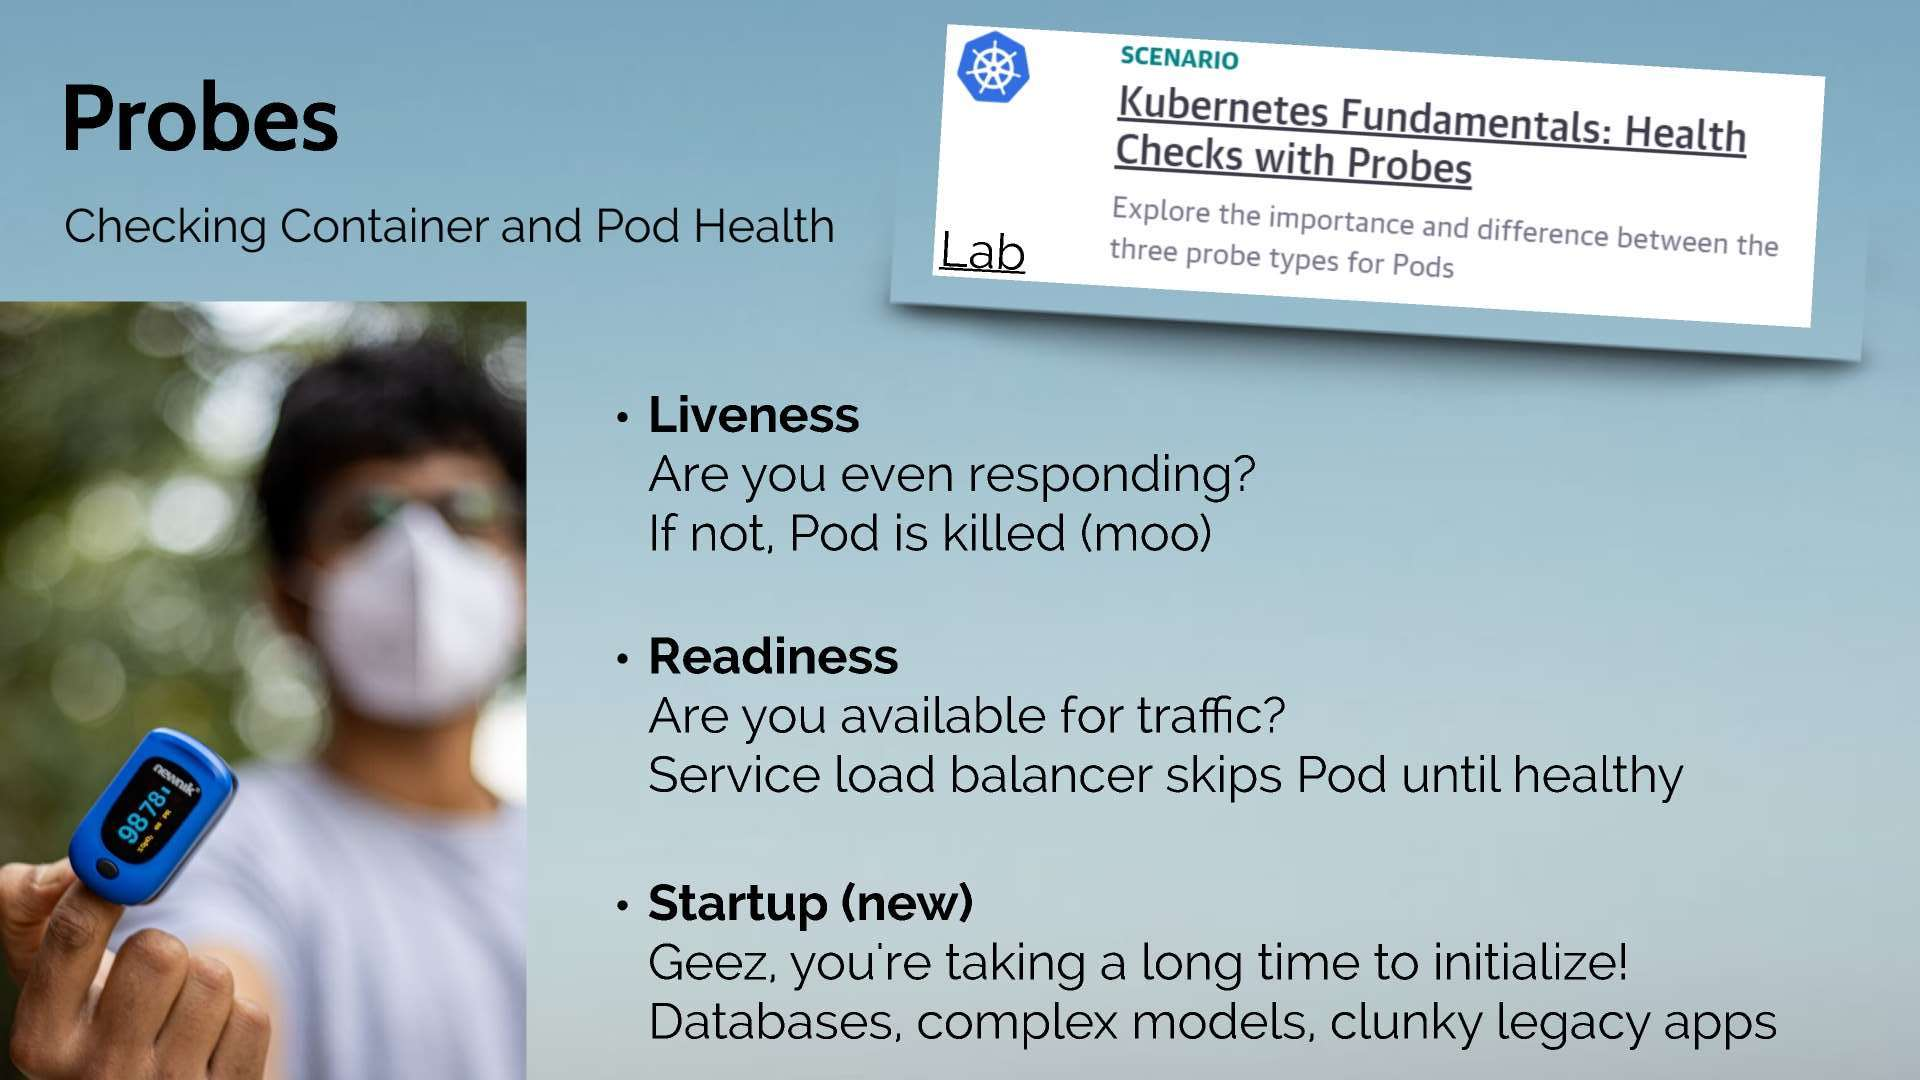 Probes
Checking Container and Pod Health
SCENARIO
Kubernetes Fundamentals: Health
Checks with Probes
Explore the importance and difference between the
three probe types for Pods
Lab
• Liveness
Are you even responding?
If not, Pod is killed (moo)
• Readiness
Are you available for traffic?
Service load balancer skips Pod until healthy
• Startup (new)
Geez, you're taking a long time to initialize!
Databases, complex models, clunky legacy apps
newnik
98 78